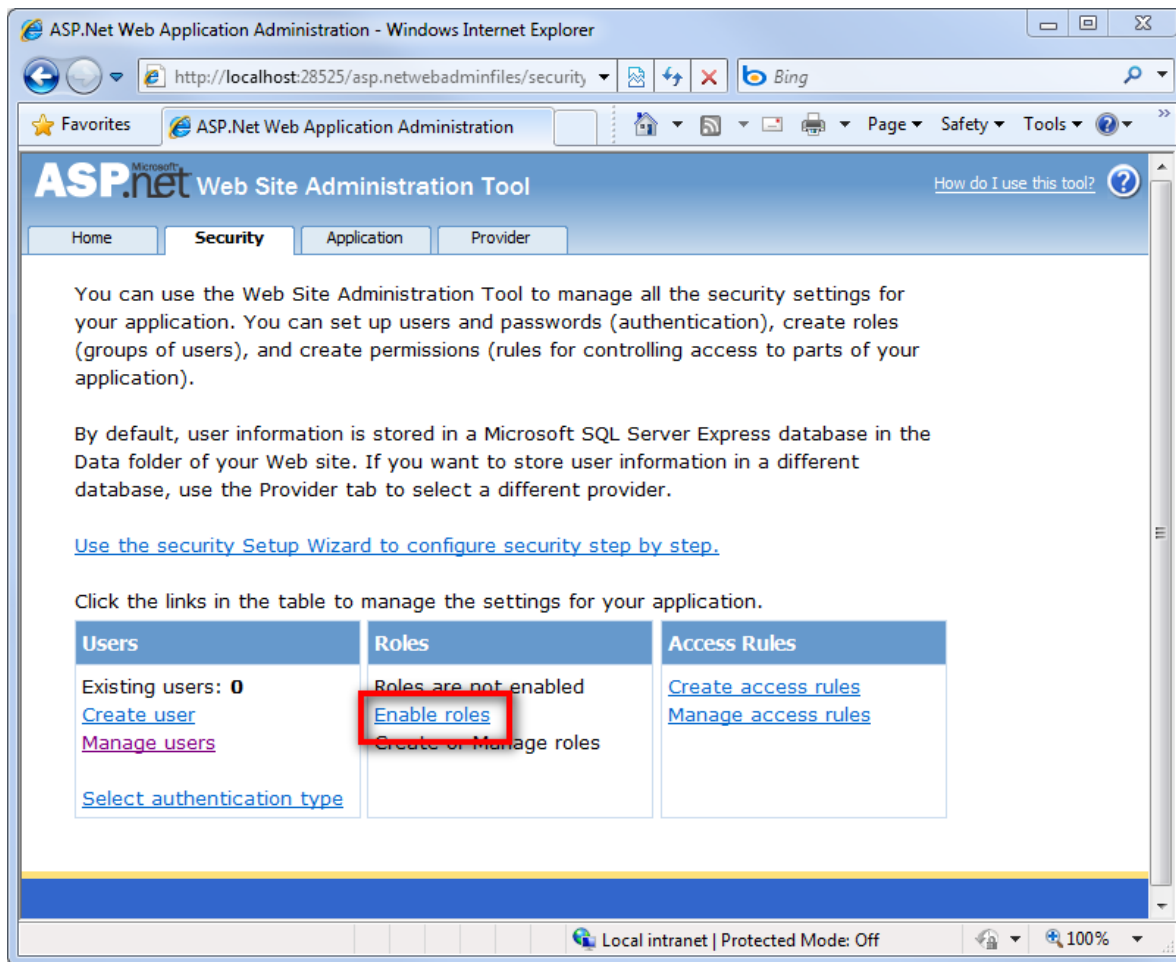 ASP.Net Web Application Administration - Windows Internet Explorer
http://localhost:28525/asp.netwebadminfiles/security
Bing
Favorites
ASP.Net Web Application Administration
Page
Safety
Tools
Microsoft
ASP.net Web Site Administration Tool
How do I use this tool?
Home
Security
Application
Provider
You can use the Web Site Administration Tool to manage all the security settings for
your application. You can set up users and passwords (authentication), create roles
(groups of users), and create permissions (rules for controlling access to parts of your
application).
By default, user information is stored in a Microsoft SQL Server Express database in the
Data folder of your Web site. If you want to store user information in a different
database, use the Provider tab to select a different provider.
Use the security Setup Wizard to configure security step by step.
Click the links in the table to manage the settings for your application.
Users
Existing users: 0
Create user
Manage users
Select authentication type
Roles
Roles are not enabled
Enable roles
Create or Manage roles
Access Rules
Create access rules
Manage access rules
Local intranet | Protected Mode: Off
100%